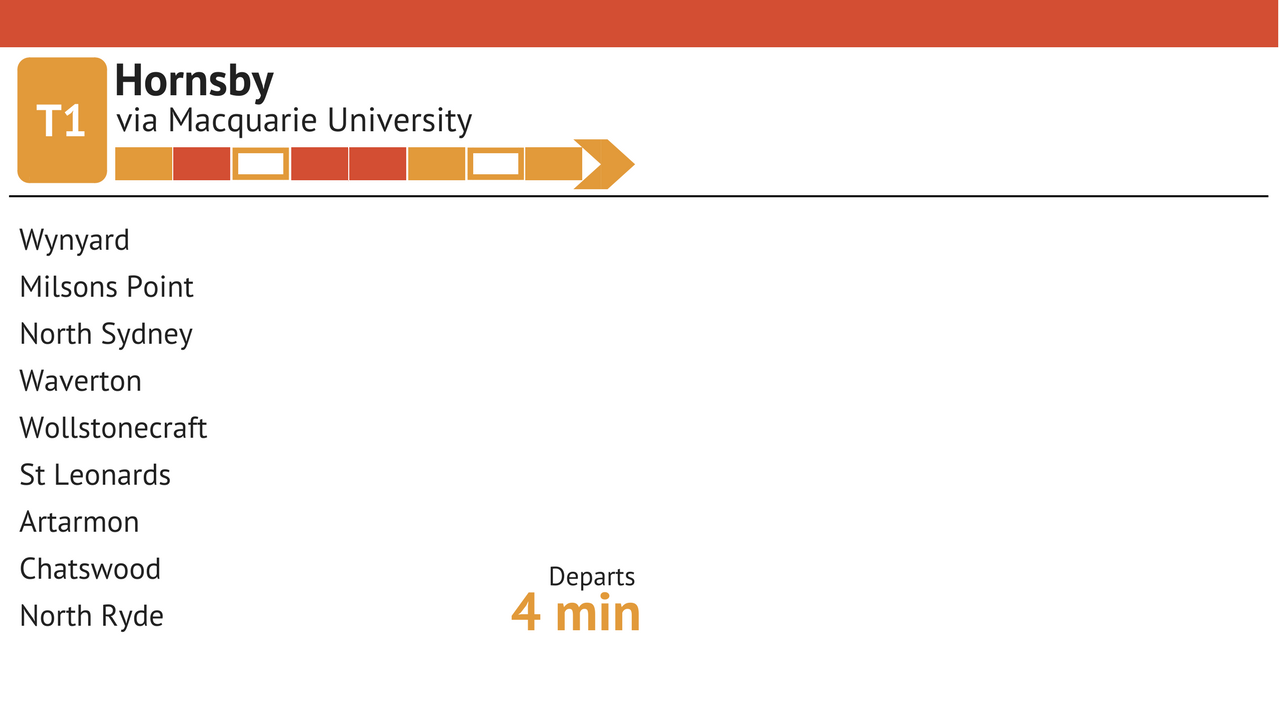 T1
Hornsby
via Macquarie University
Wynyard
Milsons Point
North Sydney
Waverton
Wollstonecraft
St Leonards
Artarmon
Chatswood
North Ryde
Departs
4 min